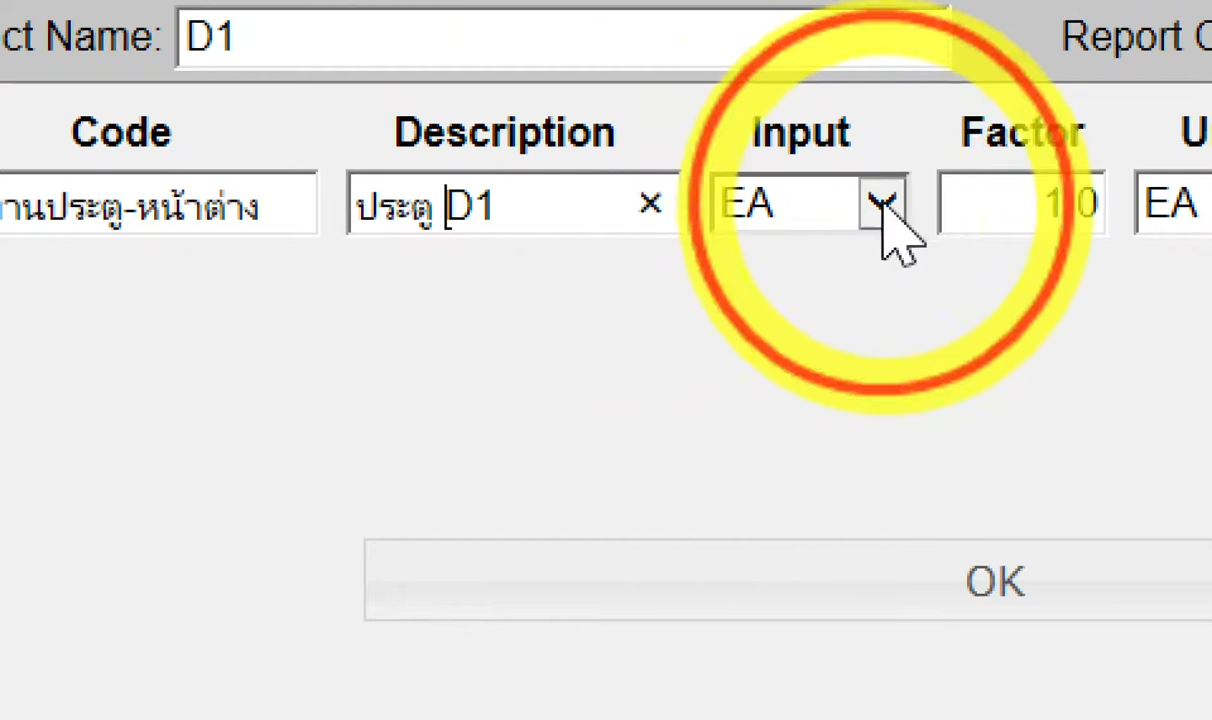 ct Name: D1 Report
Code Description Input Factor
านประตู-หน้าต่าง ประตู D1 × EA 1.0 EA
OK